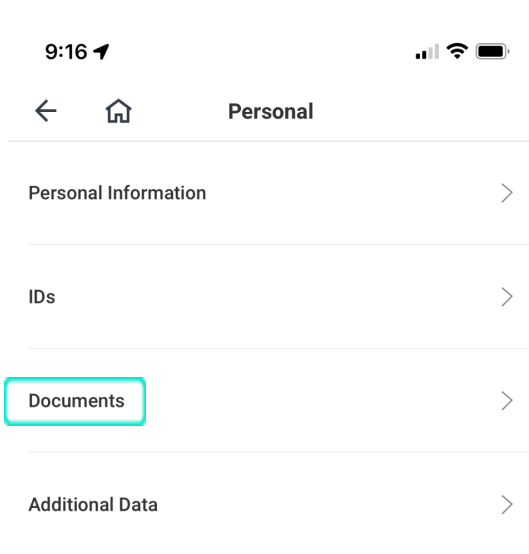 9:16
Personal
Personal Information
IDs
Documents
Additional Data